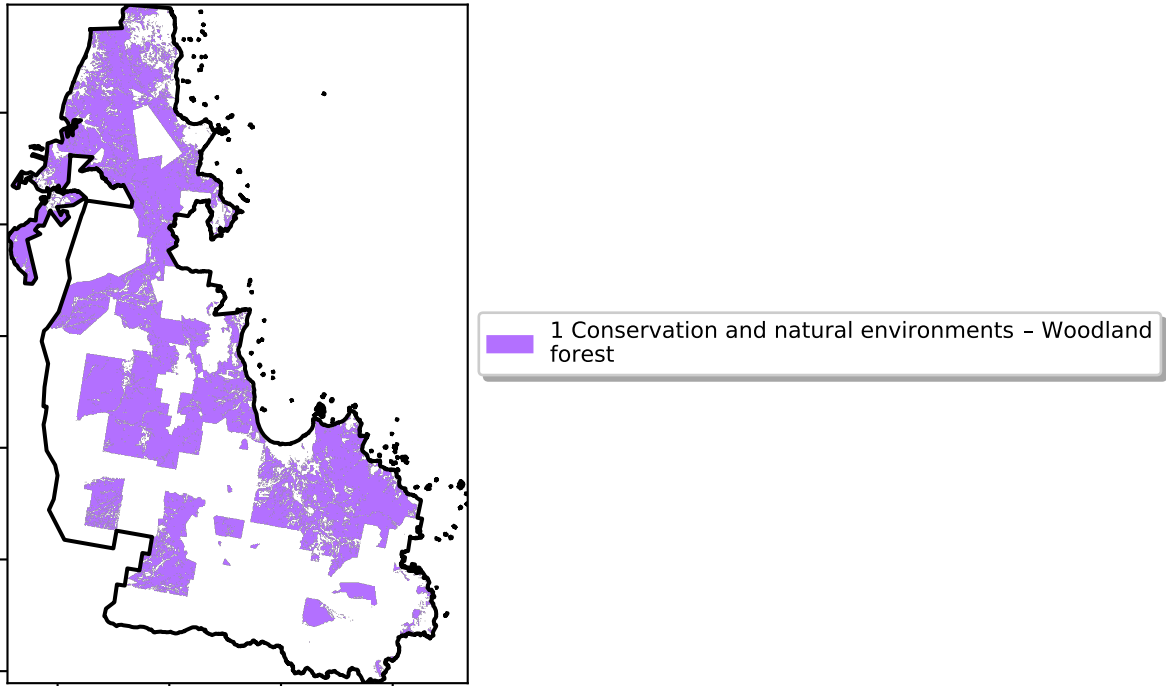 1 Conservation and natural environments – Woodland
forest